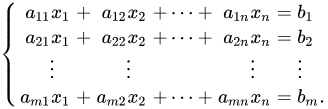 a₁₁x₁ + a₁₂x₂ + ⋯ + a₁ₙxₙ = b₁
a₂₁x₁ + a₂₂x₂ + ⋯ + a₂ₙxₙ = b₂
⋮ ⋮ ⋮ ⋮
aₘ₁x₁ + aₘ₂x₂ + ⋯ + aₘₙxₙ = bₘ.